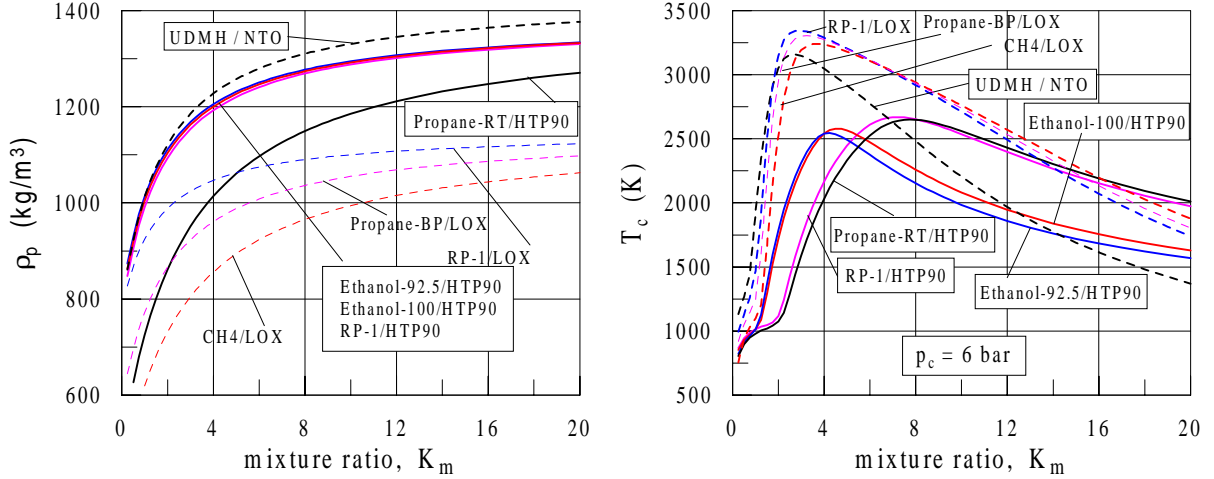 1400
1200
1000
800
600
ρp (kg/m³)
UDMH / NTO
Propane-RT/HTP90
Propane-BP/LOX
RP-1/LOX
Ethanol-92.5/HTP90
Ethanol-100/HTP90
RP-1/HTP90
CH4/LOX
0 4 8 12 16 20
mixture ratio, Km
3500
3000
2500
2000
1500
1000
500
Tc (K)
RP-1/LOX
Propane-BP/LOX
CH4/LOX
UDMH / NTO
Ethanol-100/HTP90
Propane-RT/HTP90
RP-1/HTP90
Ethanol-92.5/HTP90
pc = 6 bar
0 4 8 12 16 20
mixture ratio, Km